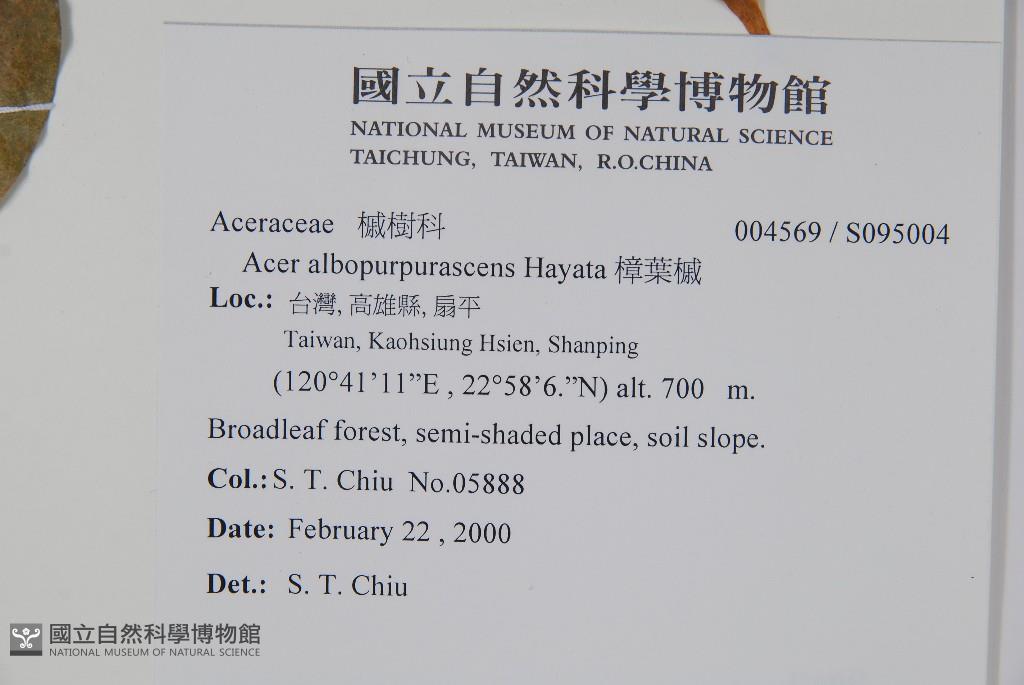 國立自然科學博物館
NATIONAL MUSEUM OF NATURAL SCIENCE
TAICHUNG, TAIWAN, R.O.CHINA
Aceraceae 槭樹科 004569 / S095004
Acer albopurpurascens Hayata 樟葉槭
Loc.: 台灣, 高雄縣, 扇平
Taiwan, Kaohsiung Hsien, Shanping
(120°41’11”E , 22°58’6.”N) alt. 700 m.
Broadleaf forest, semi-shaded place, soil slope.
Col.: S. T. Chiu No.05888
Date: February 22 , 2000
Det.: S. T. Chiu
國立自然科學博物館
NATIONAL MUSEUM OF NATURAL SCIENCE